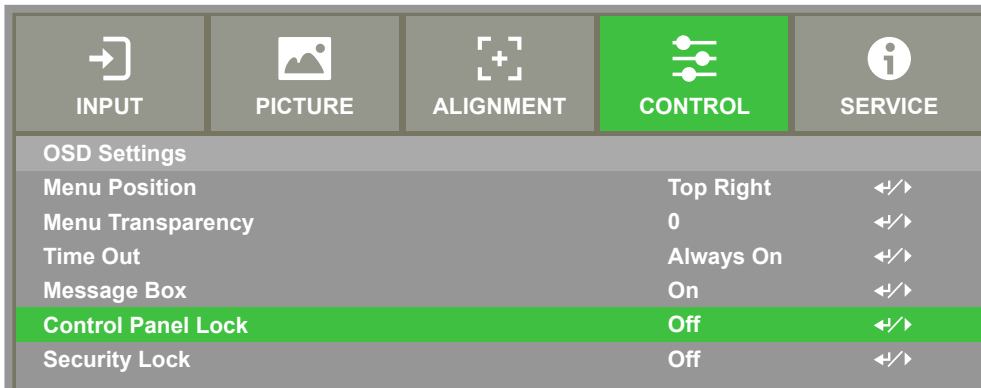 INPUT PICTURE ALIGNMENT CONTROL SERVICE
OSD Settings
Menu Position Top Right
Menu Transparency 0
Time Out Always On
Message Box On
Control Panel Lock Off
Security Lock Off